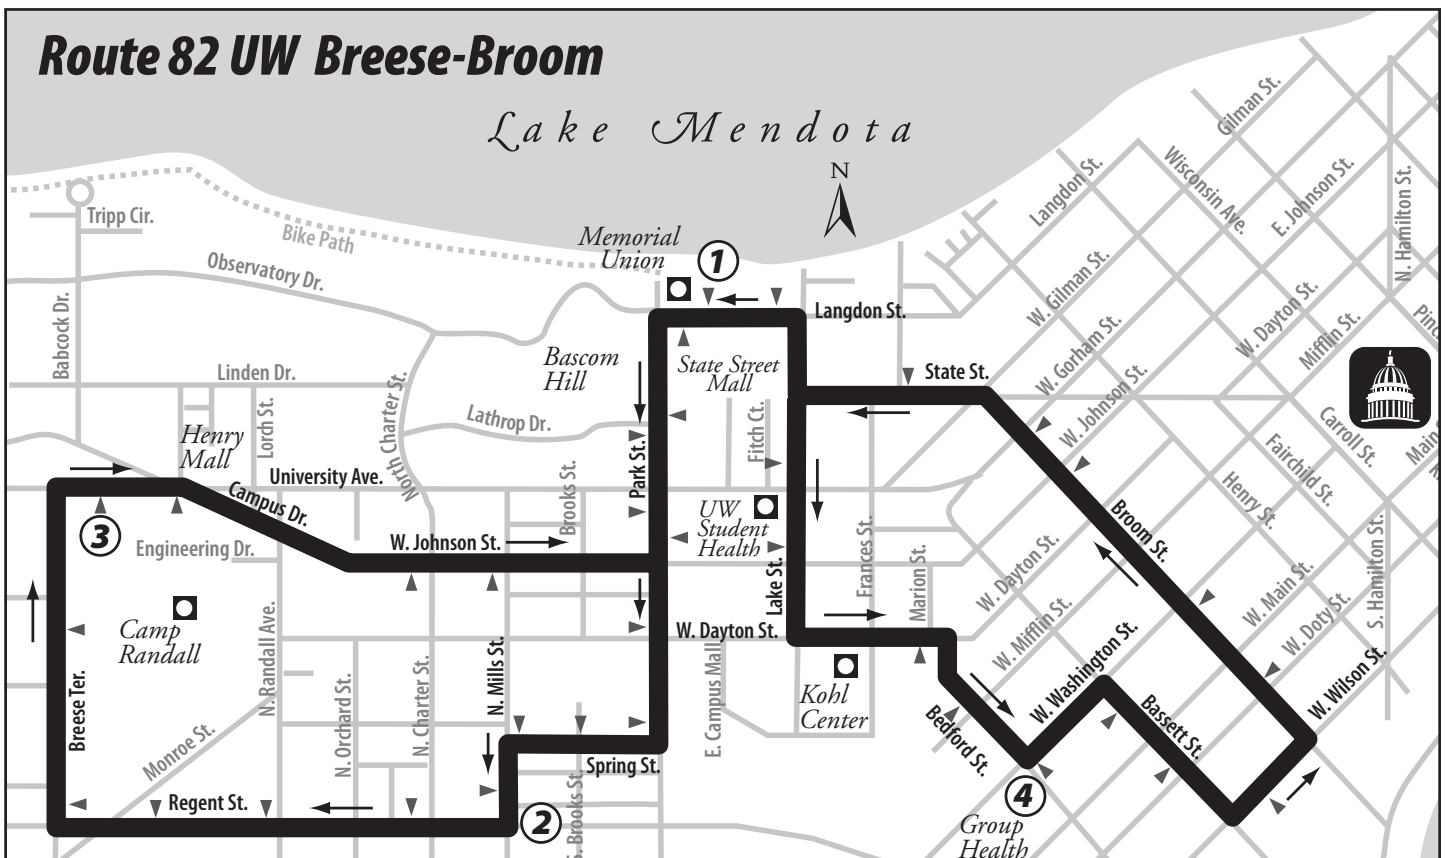 Route 82 UW Breese-Broom
Lake Mendota
N
Gilman St.
Wisconsin Ave.
Langdon St.
E. Johnson St.
N. Hamilton St.
Tripp Cir.
Bike Path
Memorial
Union
1
Observatory Dr.
W. Gilman St.
W. Dayton St.
Mifflin St.
Babcock Dr.
Langdon St.
W. Gorham St.
Bascom
Hill
State Street
Mall
State St.
W. Johnson St.
Linden Dr.
North Charter St.
Lorch St.
Lathrop Dr.
Fitch Ct.
Carroll St.
Main
Henry
Mall
Park St.
Fairchild St.
University Ave.
Campus Dr.
Brooks St.
Henry St.
3
UW
Student
Health
Broom St.
Engineering Dr.
W. Johnson St.
Lake St.
Frances St.
Marion St.
W. Dayton St.
S. Hamilton St.
W. Main St.
Camp
Randall
W. Dayton St.
W. Mifflin St.
W. Doty St.
N. Randall Ave.
N. Mills St.
E. Campus Mall
W. Washington St.
W. Wilson St.
Breese Ter.
N. Orchard St.
N. Charter St.
Kohl
Center
Bassett St.
Monroe St.
Bedford St.
Spring St.
Regent St.
2
S. Brooks St.
4
Group
Health